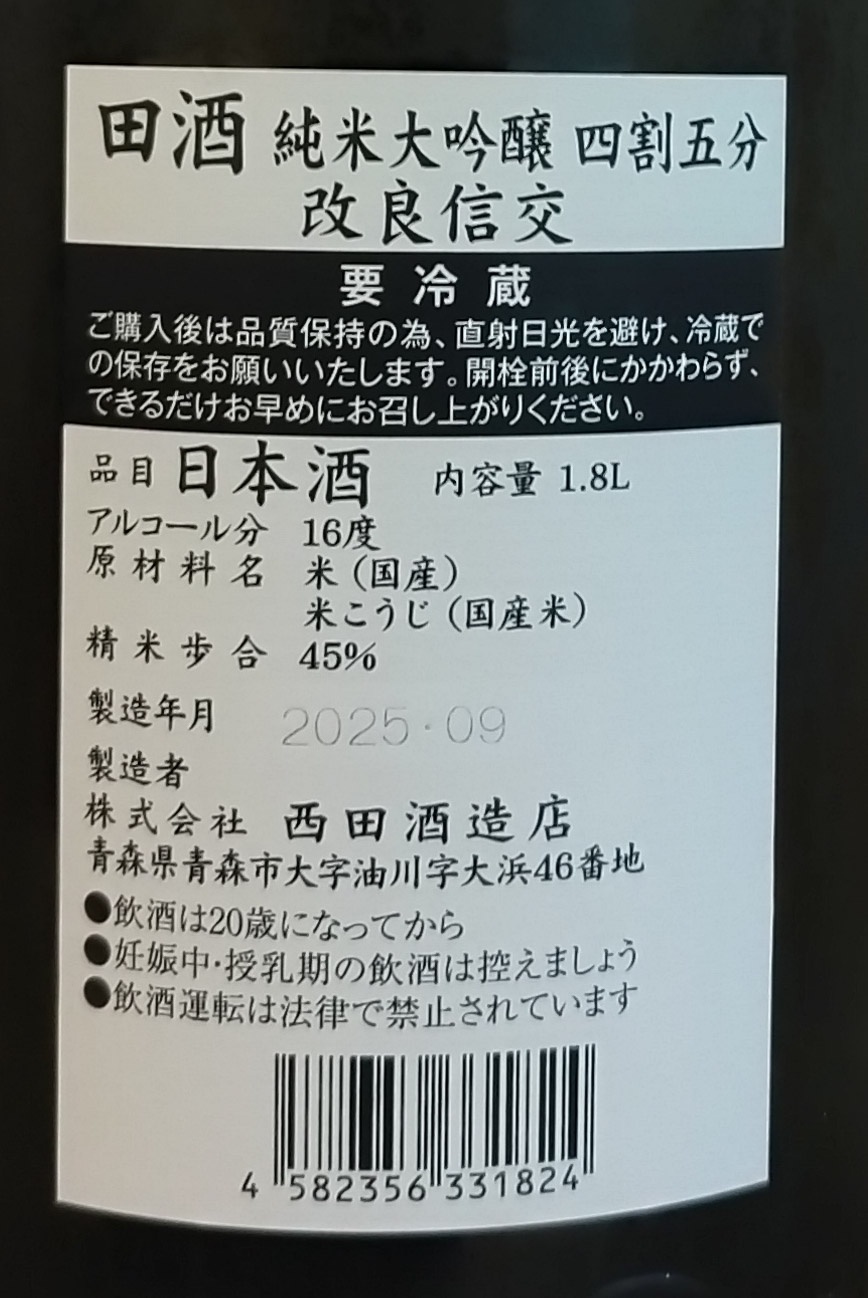 田酒 純米大吟醸 四割五分
改良信交
要冷蔵
ご購入後は品質保持の為、直射日光を避け、冷蔵で
の保存をお願いいたします。開栓前後にかかわらず、
できるだけお早めにお召し上がりください。
品目 日本酒 内容量 1.8L
アルコール分 16度
原材料名 米（国産）
米こうじ（国産米）
精米歩合 45%
製造年月 2025・09
製造者
株式会社 西田酒造店
青森県青森市大字油川字大浜46番地
●飲酒は20歳になってから
●妊娠中・授乳期の飲酒は控えましょう
●飲酒運転は法律で禁止されています
4 582356 331824